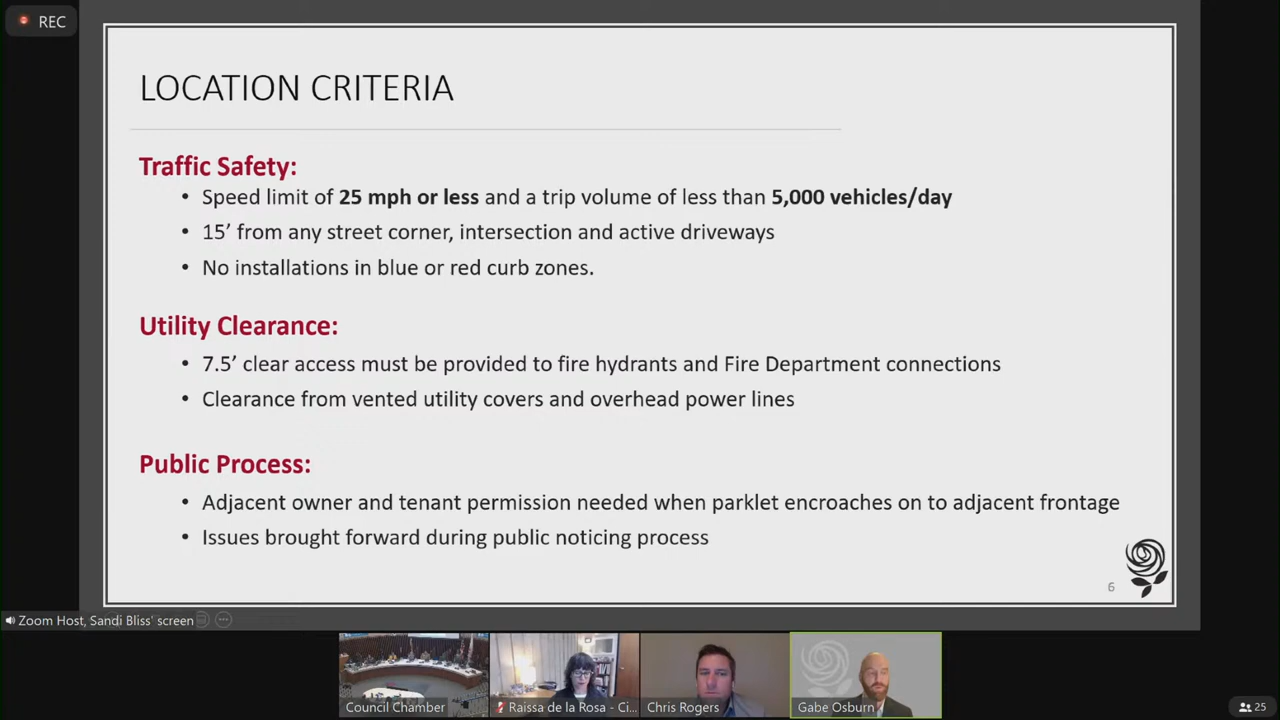 REC
LOCATION CRITERIA
Traffic Safety:
• Speed limit of 25 mph or less and a trip volume of less than 5,000 vehicles/day
• 15’ from any street corner, intersection and active driveways
• No installations in blue or red curb zones.
Utility Clearance:
• 7.5’ clear access must be provided to fire hydrants and Fire Department connections
• Clearance from vented utility covers and overhead power lines
Public Process:
• Adjacent owner and tenant permission needed when parklet encroaches on to adjacent frontage
• Issues brought forward during public noticing process
6
Zoom Host, Sandi Bliss' screen
Council Chamber
Raissa de la Rosa - Ci...
Chris Rogers
Gabe Osburn
25